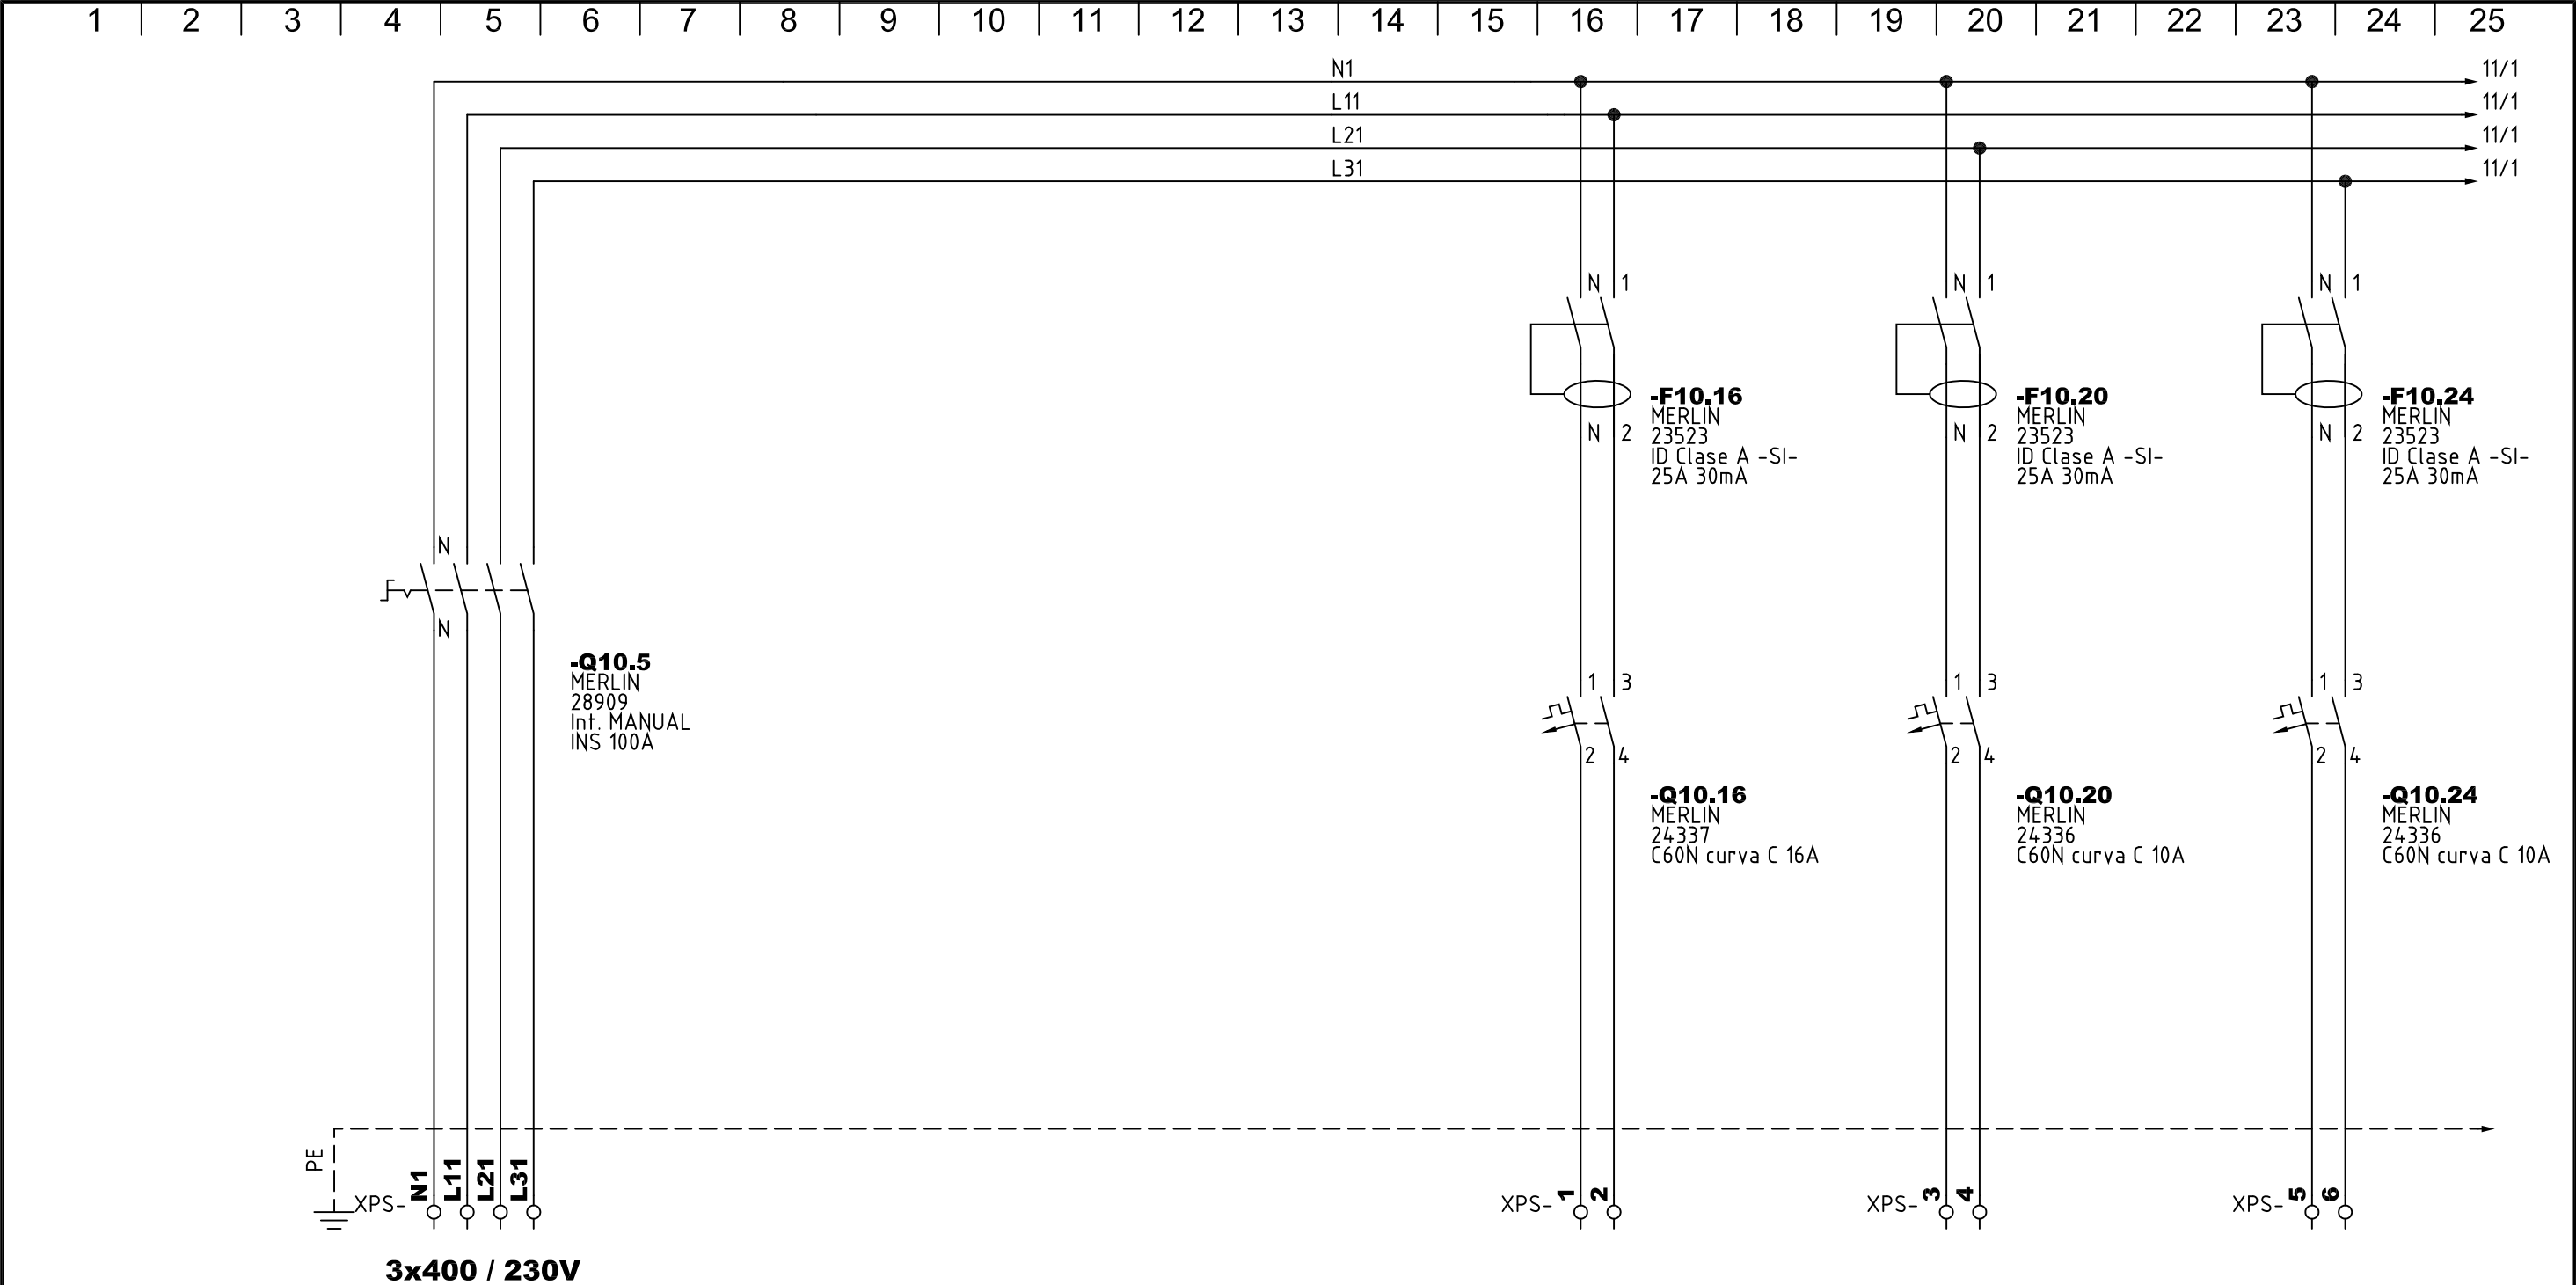 1 2 3 4 5 6 7 8 9 10 11 12 13 14 15 16 17 18 19 20 21 22 23 24 25
N1 11/1
L11 11/1
L21 11/1
L31 11/1
N 1 N 1 N 1
-F10.16
MERLIN
23523
ID Clase A -SI-
25A 30mA
-F10.20
MERLIN
23523
ID Clase A -SI-
25A 30mA
-F10.24
MERLIN
23523
ID Clase A -SI-
25A 30mA
N 2 N 2 N 2
N
N
-Q10.5
MERLIN
28909
Int. MANUAL
INS 100A
1 3 1 3 1 3
2 4 2 4 2 4
-Q10.16
MERLIN
24337
C60N curva C 16A
-Q10.20
MERLIN
24336
C60N curva C 10A
-Q10.24
MERLIN
24336
C60N curva C 10A
PE
XPS- N1 L11 L21 L31
XPS- 1 2
XPS- 3 4
XPS- 5 6
3x400 / 230V